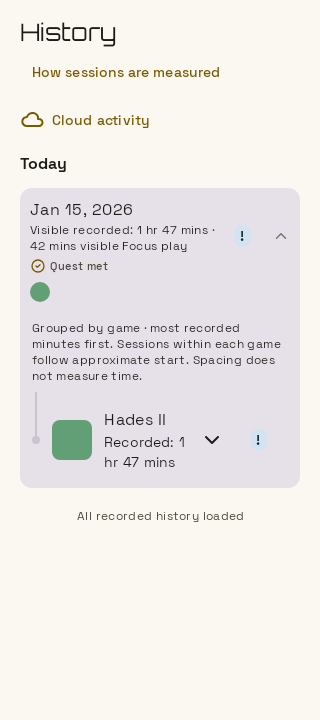 History
How sessions are measured
Cloud activity
Today
Jan 15, 2026
Visible recorded: 1 hr 47 mins ·
42 mins visible Focus play
!
Quest met
Grouped by game · most recorded
minutes first. Sessions within each game
follow approximate start. Spacing does
not measure time.
Hades II
Recorded: 1
hr 47 mins
!
All recorded history loaded